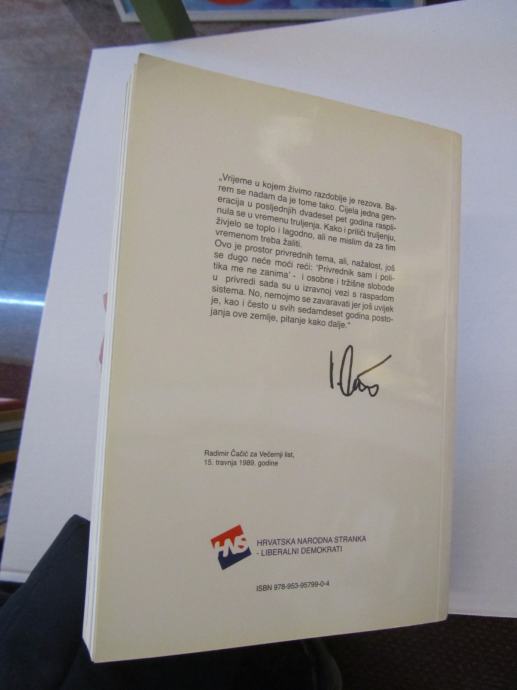 „Vrijeme u kojem živimo razdoblje je rezova. Ba-
rem se nadam da je tome tako. Cijela jedna gen-
eracija u posljednjih dvadeset pet godina raspli-
nula se u vremenu truljenja. Kako i priliči truljenju,
živjelo se toplo i lagodno, ali ne mislim da za tim
vremenom treba žaliti.
Ovo je prostor privrednih tema, ali, nažalost, još
se dugo neće moći reći: 'Privrednik sam i poli-
tika me ne zanima' - i osobne i tržišne slobode
u privredi sada su u izravnoj vezi s raspadom
sistema. No, nemojmo se zavaravati jer još uvijek
je, kao i često u svih sedamdeset godina posto-
janja ove zemlje, pitanje kako dalje."
Radimir Čačić za Večernji list,
15. travnja 1989. godine
HNS
HRVATSKA NARODNA STRANKA
- LIBERALNI DEMOKRATI
ISBN 978-953-95799-0-4